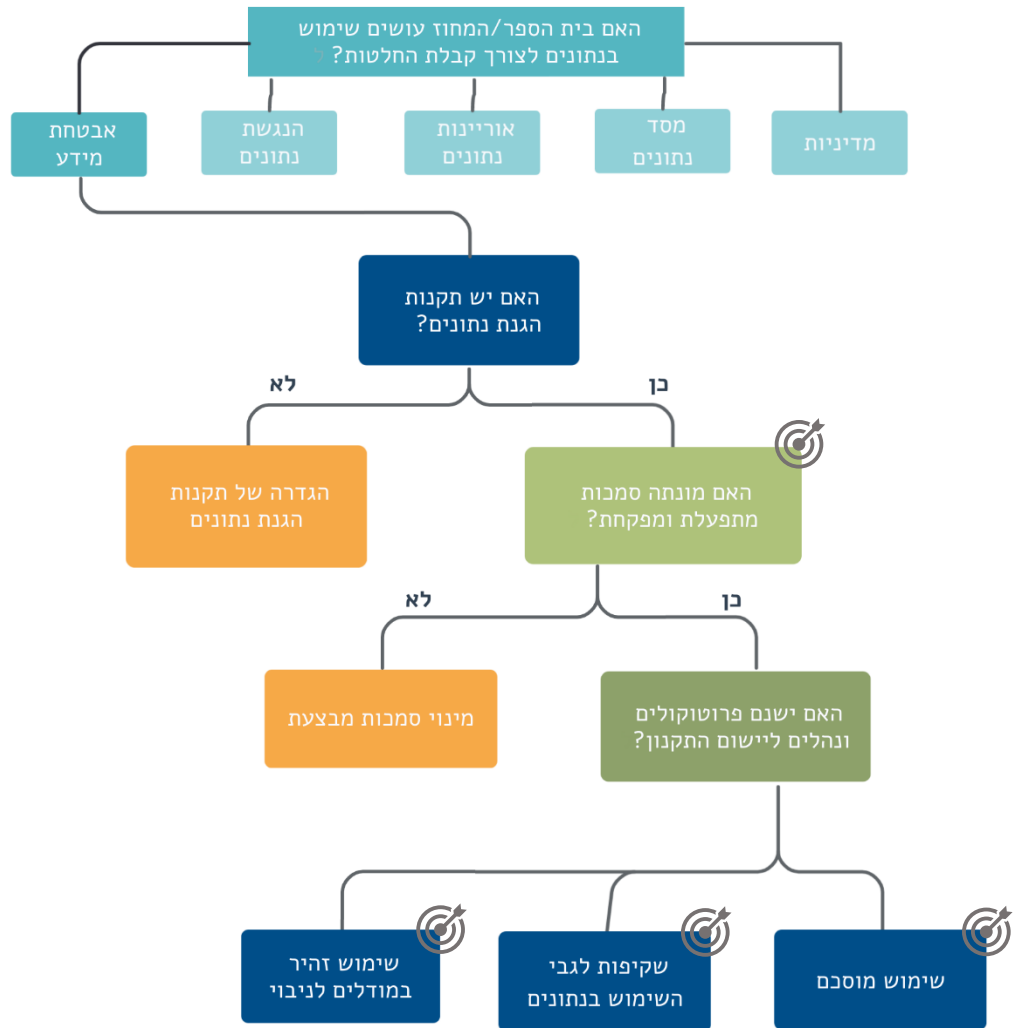 האם בית הספר/המחוז עושים שימוש
בנתונים לצורך קבלת החלטות? ל
מדיניות
מסד
נתונים
אוריינות
נתונים
הנגשת
נתונים
אבטחת
מידע
האם יש תקנות
הגנת נתונים?
כן
לא
האם מונתה סמכות
מתפעלת ומפקחת?
הגדרה של תקנות
הגנת נתונים
כן
לא
האם ישנם פרוטוקולים
ונהלים ליישום התקנון?
מינוי סמכות מבצעת
שימוש מוסכם
שקיפות לגבי
השימוש בנתונים
שימוש זהיר
במודלים לניבוי